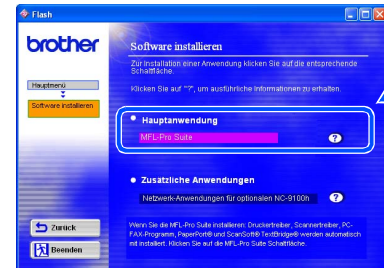 Flash
brother
Hauptmenü
Software installieren
Software installieren
Zur Installation einer Anwendung klicken Sie auf die entsprechende
Schaltfläche.
Klicken Sie auf "?", um ausführliche Informationen zu erhalten.
Hauptanwendung
MFL-Pro Suite
?
Zusätzliche Anwendungen
Netzwerk-Anwendungen für optionalen NC-9100h
?
Wenn Sie die MFL-Pro Suite installieren: Druckertreiber, Scannertreiber, PC-
FAX-Programm, PaperPort® und ScanSoft® TextBridge® werden automatisch
mit installiert. Klicken Sie auf die MFL-Pro Suite Schaltfläche.
Zurück
Beenden